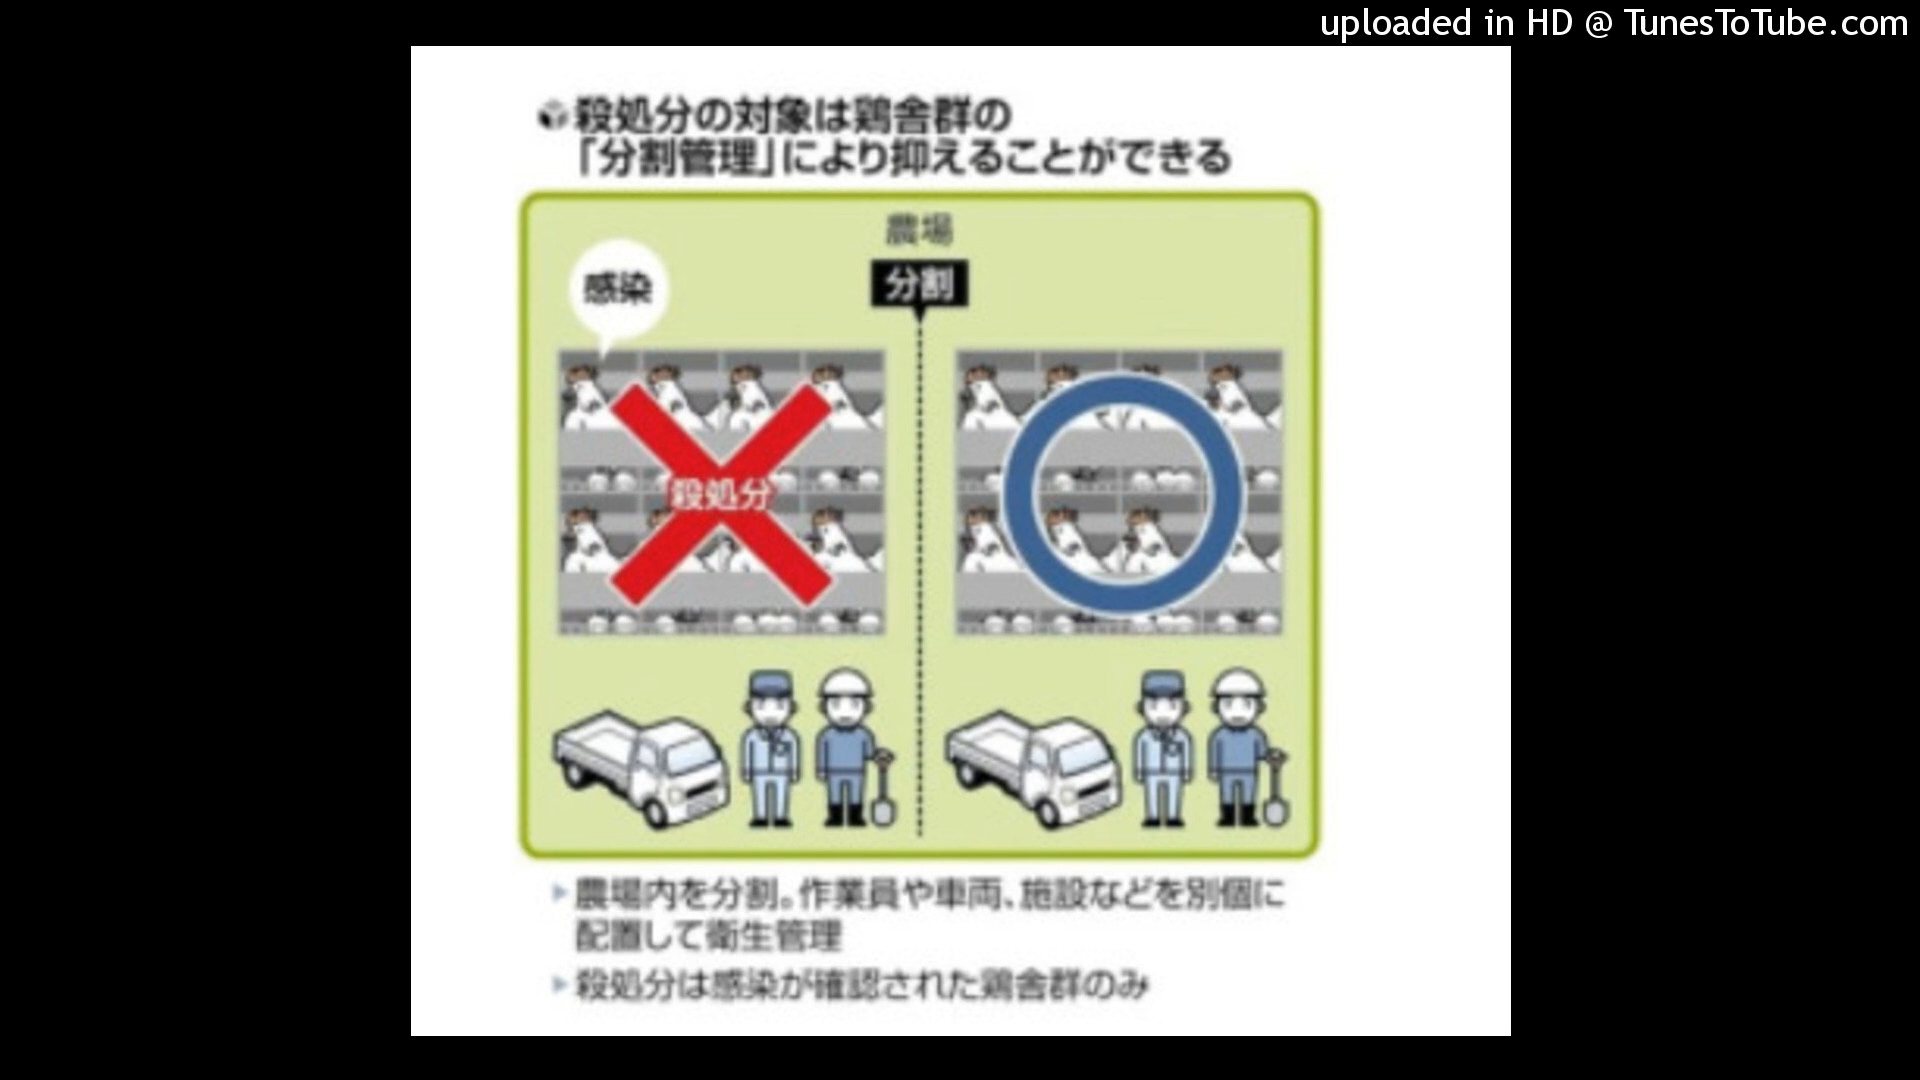 uploaded in HD @ TunesToTube.com
殺処分の対象は鶏舎群の
「分割管理」により抑えることができる
農場
感染
分割
殺処分
農場内を分割。作業員や車両、施設などを別個に
配置して衛生管理
殺処分は感染が確認された鶏舎群のみ